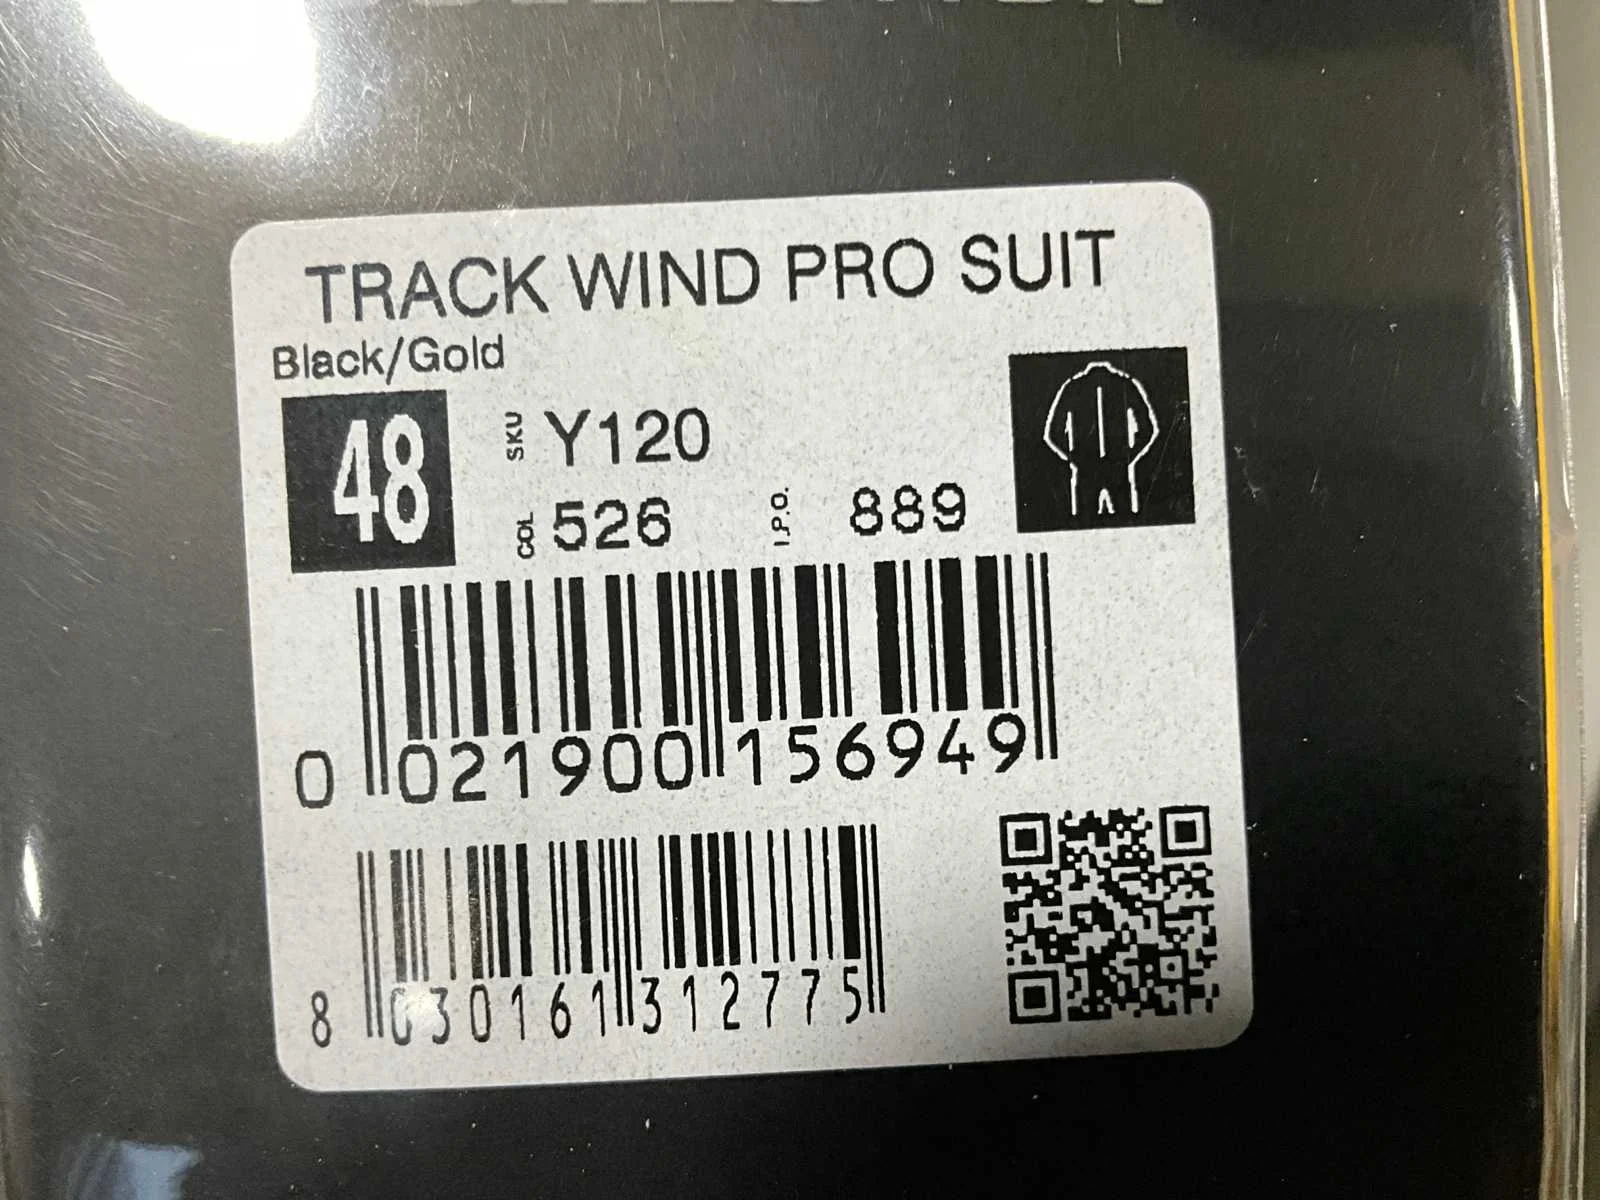 TRACK WIND PRO SUIT
Black/Gold
48 SKU Y120
COL 526 I.P.O. 889
0 021900 156949
8 030161 312775